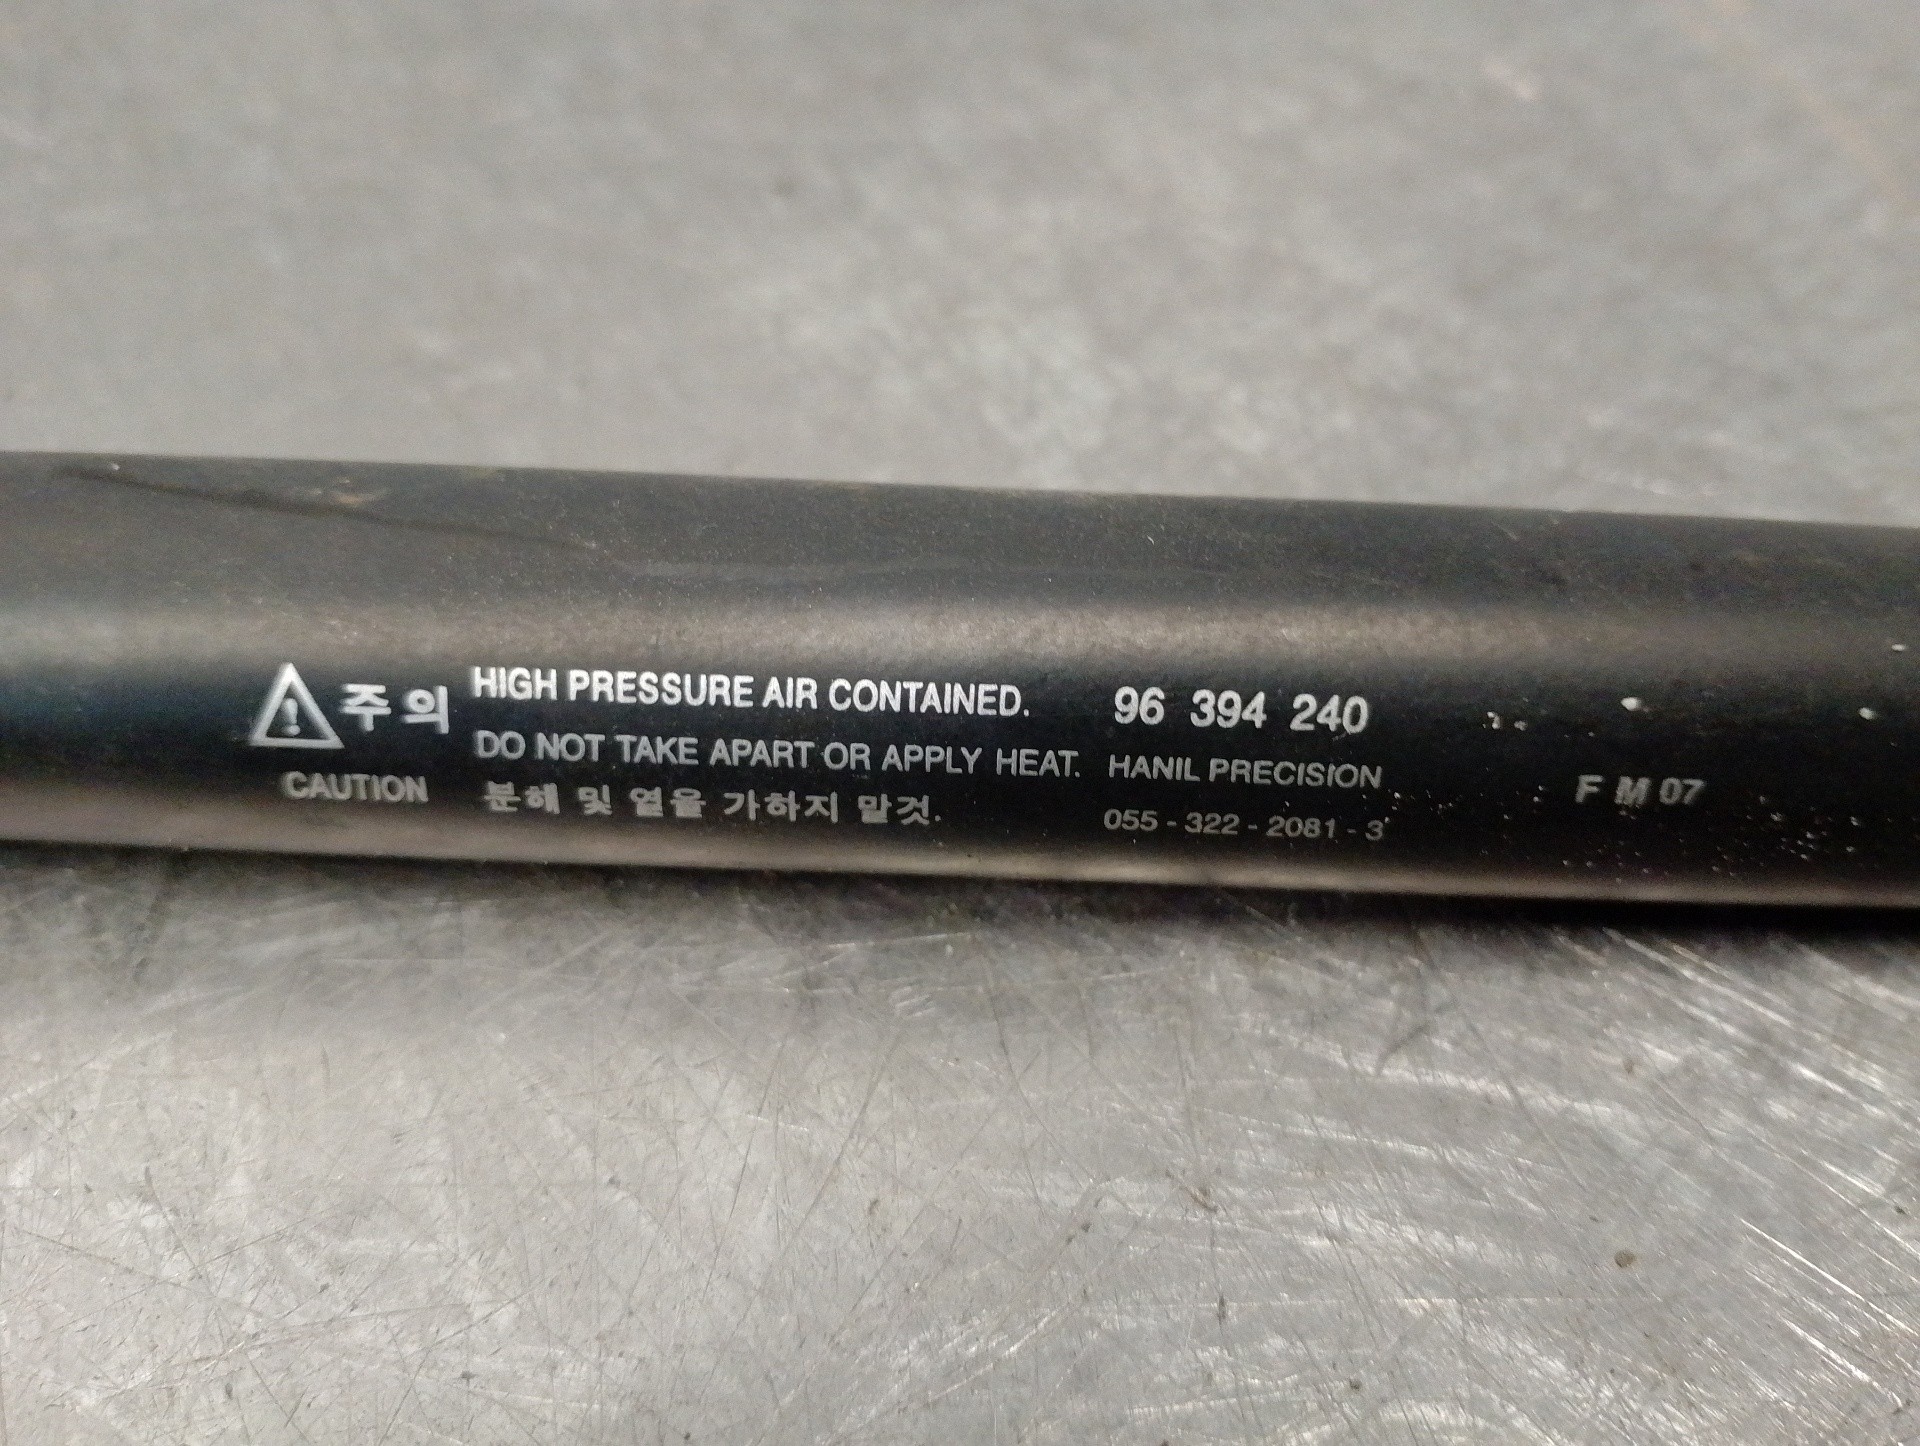 주의
CAUTION
HIGH PRESSURE AIR CONTAINED.
DO NOT TAKE APART OR APPLY HEAT.
분해 및 열을 가하지 말것.
96 394 240
HANIL PRECISION
055 - 322 - 2081 - 3
F M 07